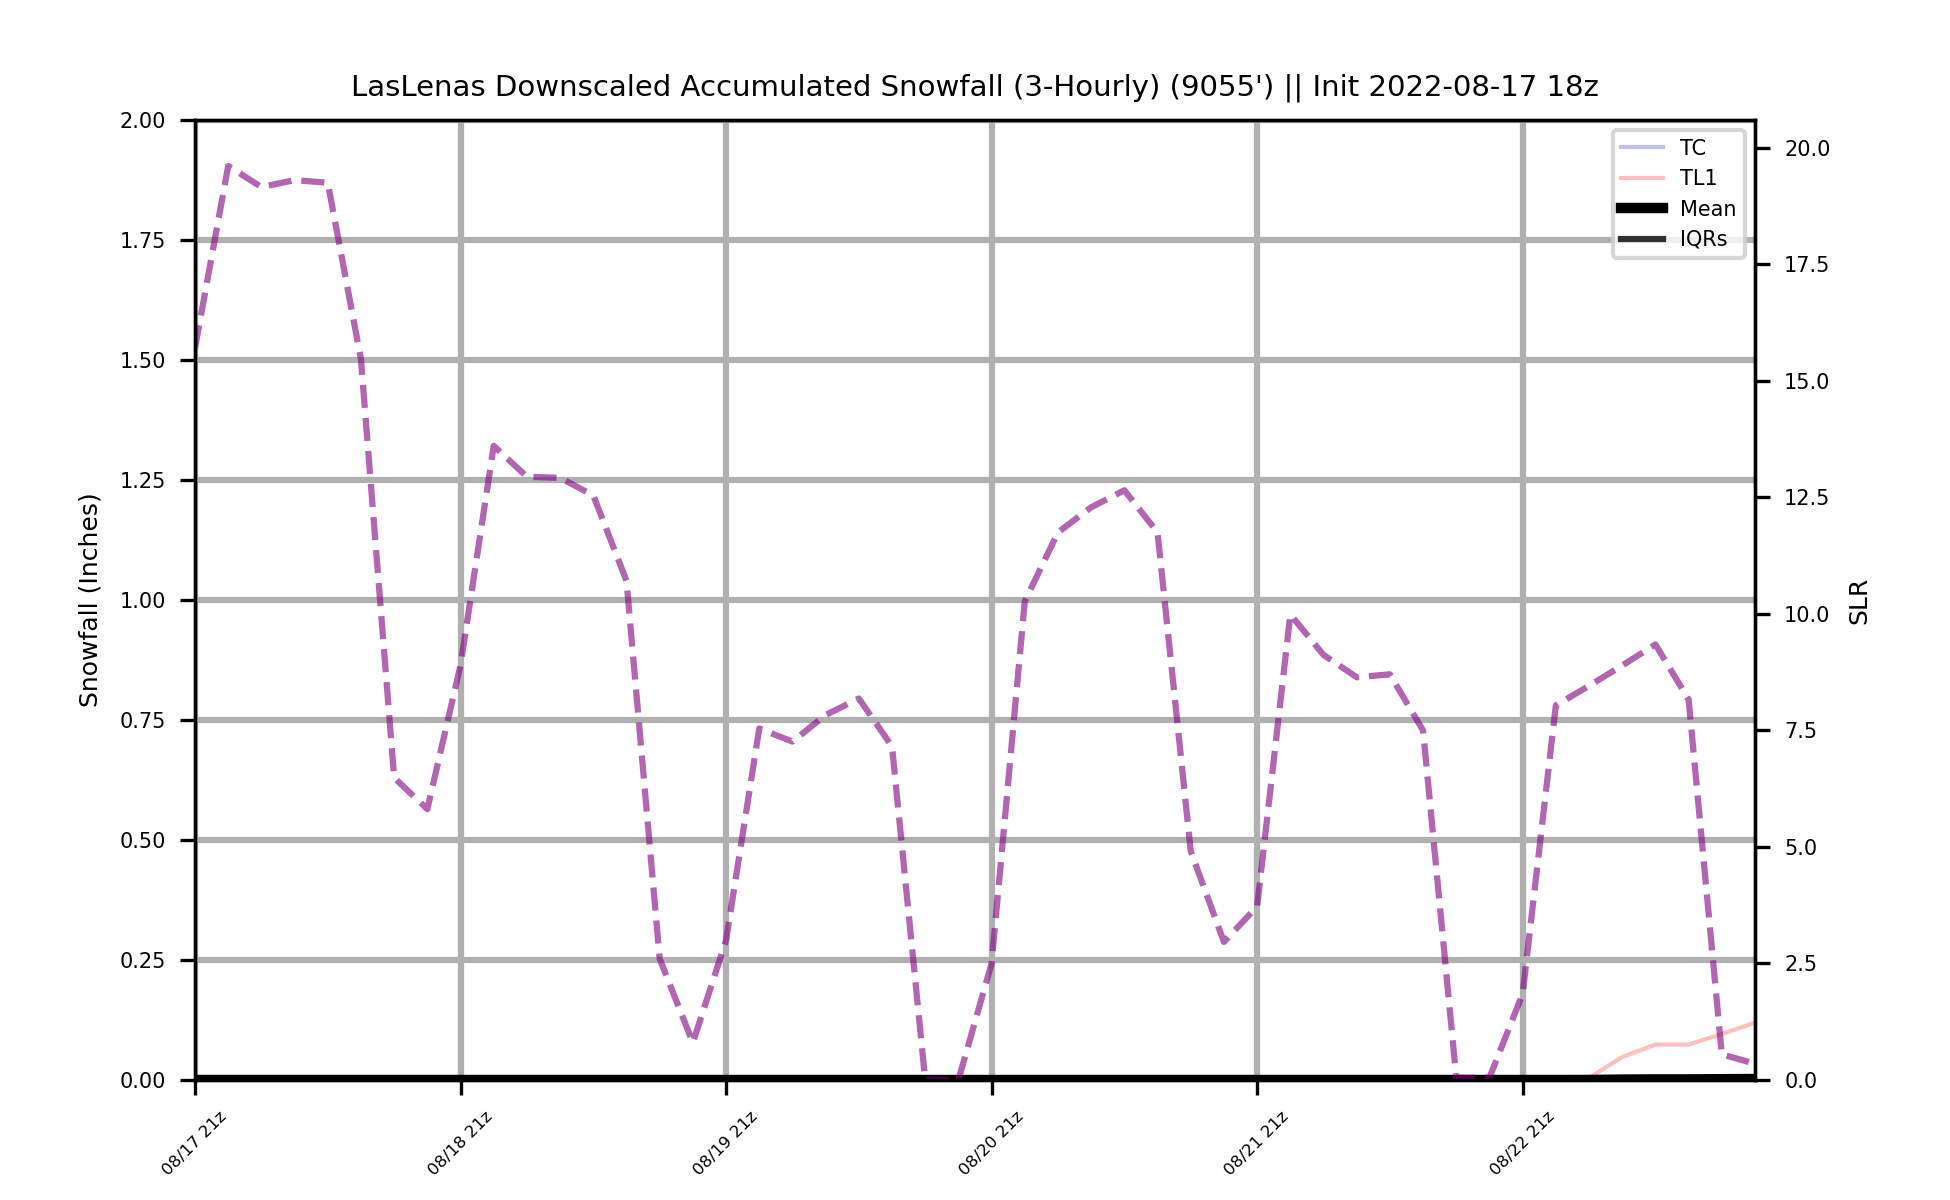 LasLenas Downscaled Accumulated Snowfall (3-Hourly) (9055') || Init 2022-08-17 18z
TC
TL1
Mean
IQRs
Snowfall (Inches)
2.00
1.75
1.50
1.25
1.00
0.75
0.50
0.25
0.00
20.0
17.5
15.0
12.5
10.0
7.5
5.0
2.5
0.0
SLR
08/17 21z
08/18 21z
08/19 21z
08/20 21z
08/21 21z
08/22 21z